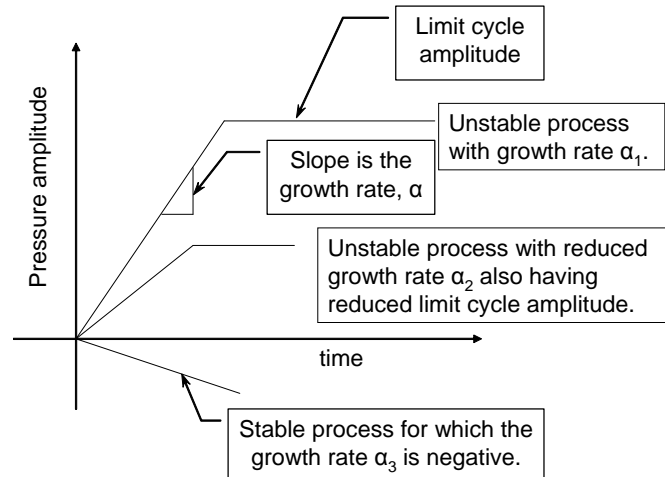 Limit cycle
amplitude
Unstable process
with growth rate α₁.
Slope is the
growth rate, α
Pressure amplitude
Unstable process with reduced
growth rate α₂ also having
reduced limit cycle amplitude.
time
Stable process for which the
growth rate α₃ is negative.